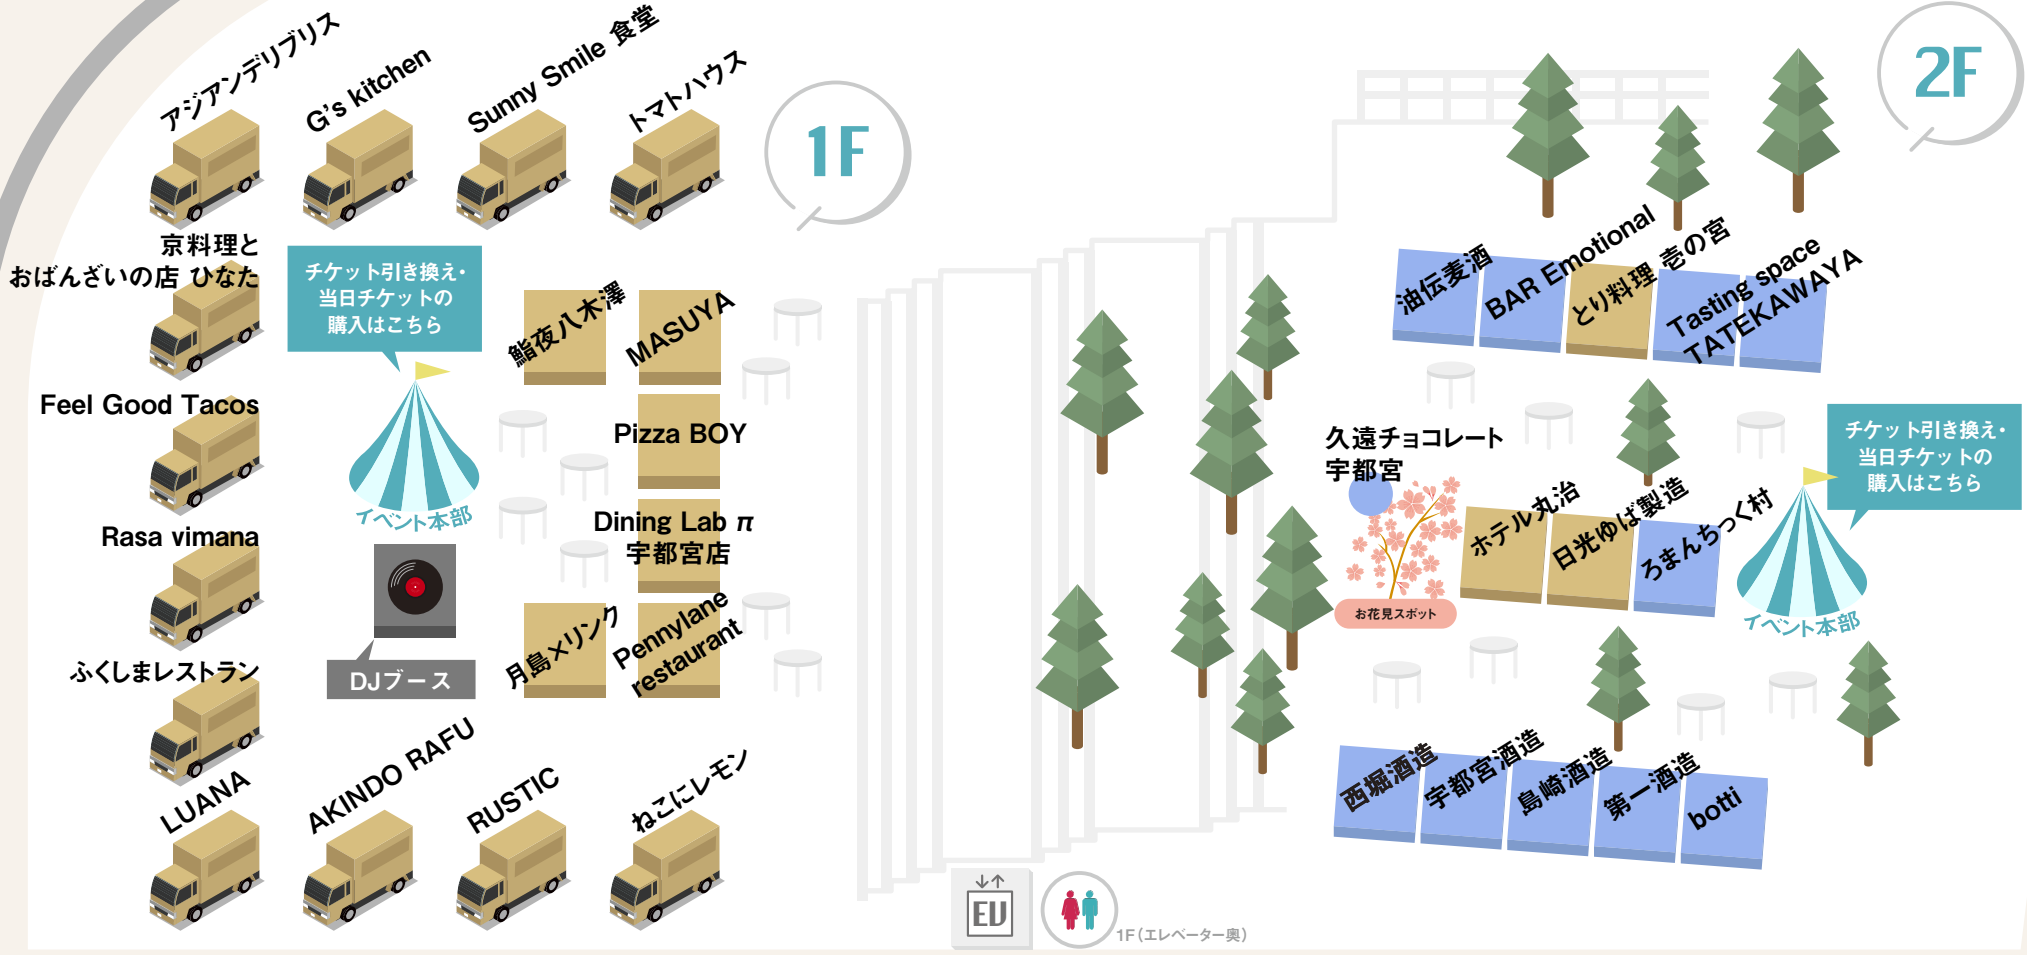 アジアンデリブリス
G's kitchen
Sunny Smile 食堂
トマトハウス
1F
京料理と
おばんざいの店 ひなた
チケット引き換え・
当日チケットの
購入はこちら
鮨夜八木澤
MASUYA
Feel Good Tacos
Pizza BOY
イベント本部
Rasa vimana
Dining Lab π
宇都宮店
DJブース
月島×リンク
Pennylane
restaurant
ふくしまレストラン
LUANA
AKINDO RAFU
RUSTIC
ねこにレモン
EV
1F(エレベーター奥)
2F
油伝麦酒
BAR Emotional
とり料理 壱の宮
Tasting space
TATEKAWAYA
久遠チョコレート
宇都宮
お花見スポット
ホテル丸治
日光ゆば製造
ろまんちっく村
チケット引き換え・
当日チケットの
購入はこちら
イベント本部
西堀酒造
宇都宮酒造
島崎酒造
第一酒造
botti